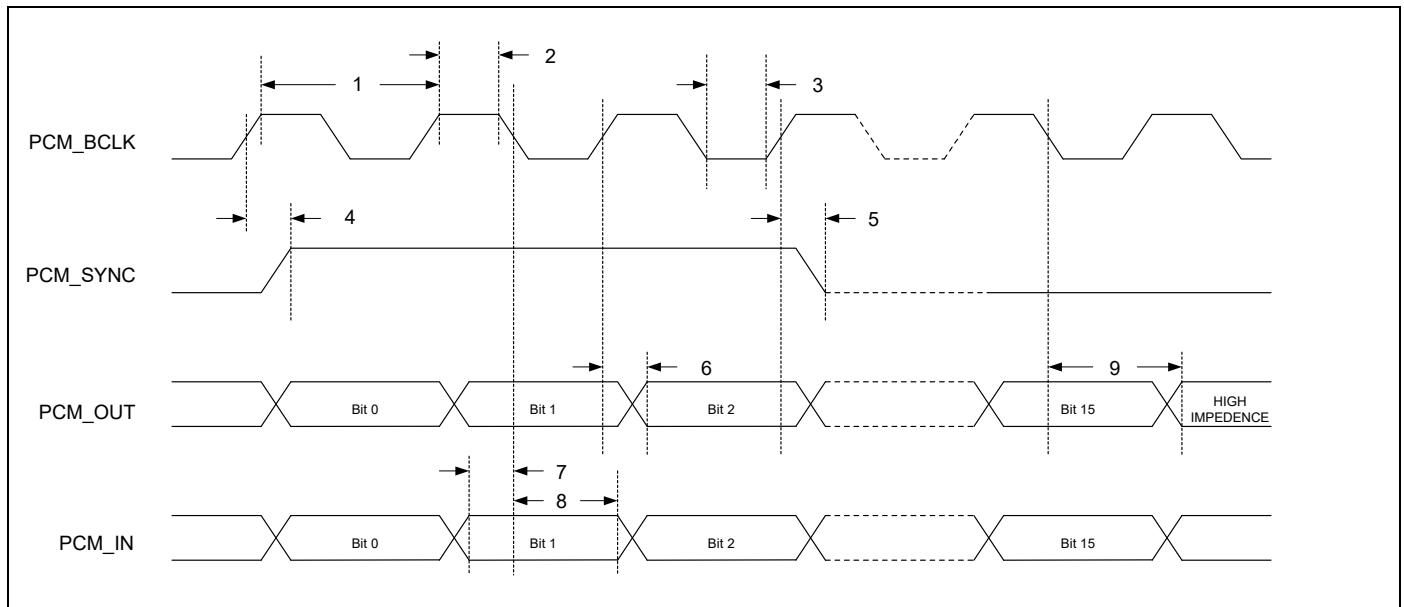 2
1
3
PCM_BCLK
4
5
PCM_SYNC
6
9
PCM_OUT
Bit 0
Bit 1
Bit 2
Bit 15
HIGH
IMPEDENCE
7
8
PCM_IN
Bit 0
Bit 1
Bit 2
Bit 15